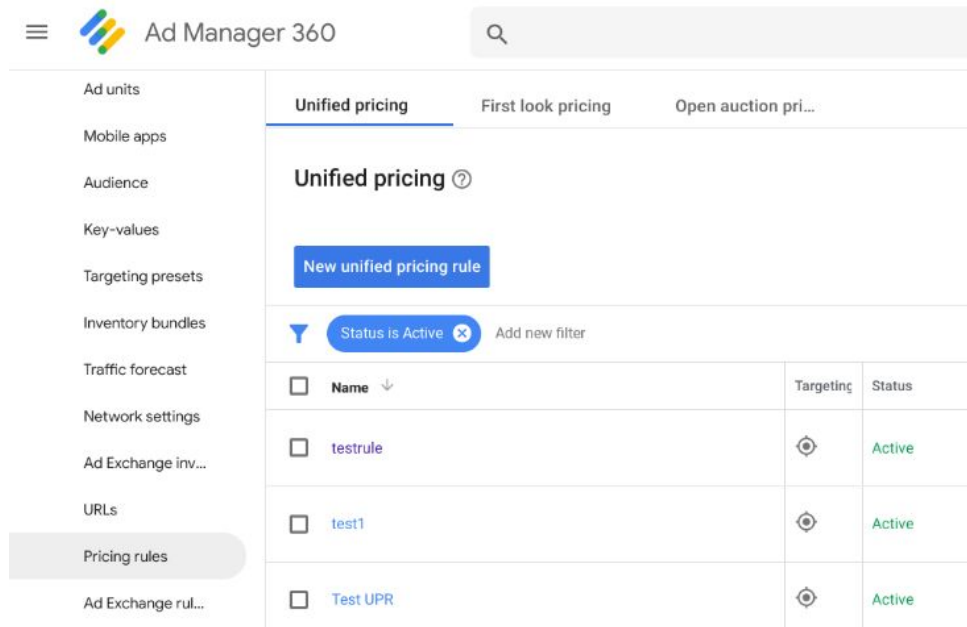 Ad Manager 360
Ad units
Mobile apps
Audience
Key-values
Targeting presets
Inventory bundles
Traffic forecast
Network settings
Ad Exchange inv...
URLs
Pricing rules
Ad Exchange rul...
Unified pricing
First look pricing
Open auction pri...
Unified pricing
New unified pricing rule
Status is Active
Add new filter
Name
Targeting
Status
testrule
Active
test1
Active
Test UPR
Active